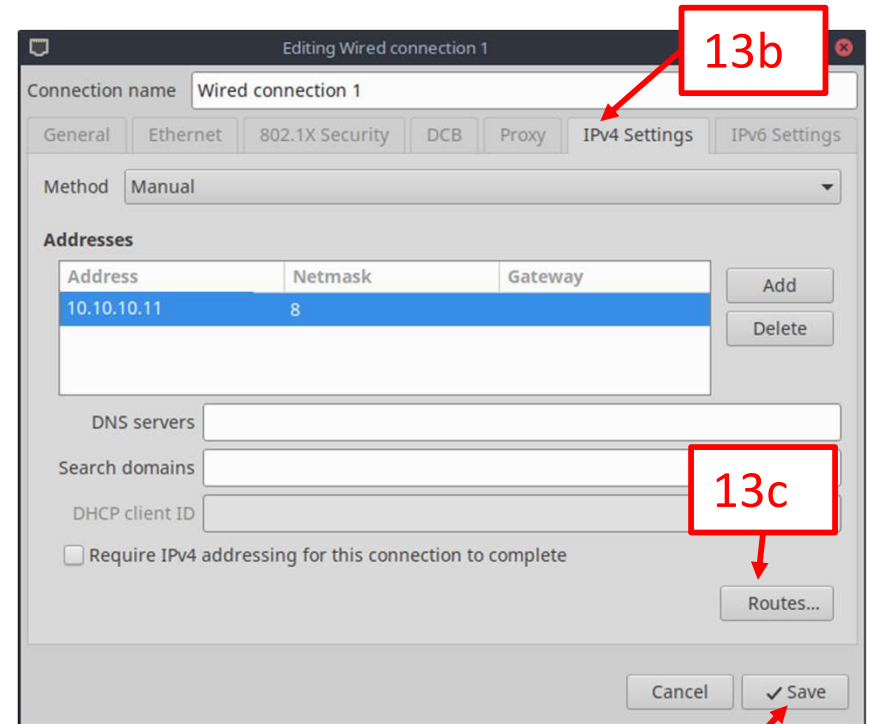 Editing Wired connection 1
13b
Connection name Wired connection 1
General Ethernet 802.1X Security DCB Proxy IPv4 Settings IPv6 Settings
Method Manual
Addresses
Address Netmask Gateway
10.10.10.11 8
Add
Delete
DNS servers
Search domains
13c
DHCP client ID
Require IPv4 addressing for this connection to complete
Routes...
Cancel Save